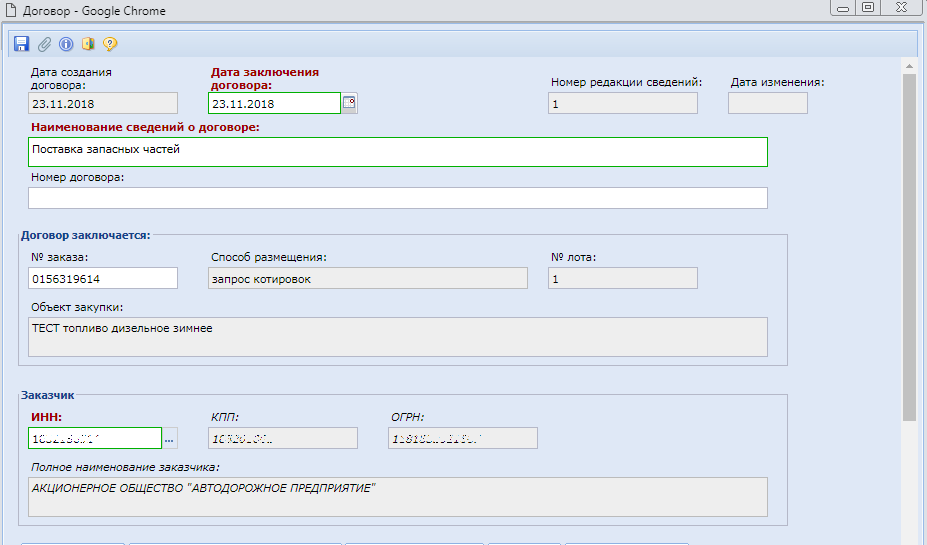 Договор - Google Chrome
Дата создания
договора:
Дата заключения
договора:
Номер редакции сведений:
Дата изменения:
23.11.2018
23.11.2018
1
Наименование сведений о договоре:
Поставка запасных частей
Номер договора:
Договор заключается:
№ заказа:
Способ размещения:
№ лота:
0156319614
запрос котировок
1
Объект закупки:
ТЕСТ топливо дизельное зимнее
Заказчик
ИНН:
КПП:
ОГРН:
...
Полное наименование заказчика:
АКЦИОНЕРНОЕ ОБЩЕСТВО "АВТОДОРОЖНОЕ ПРЕДПРИЯТИЕ"